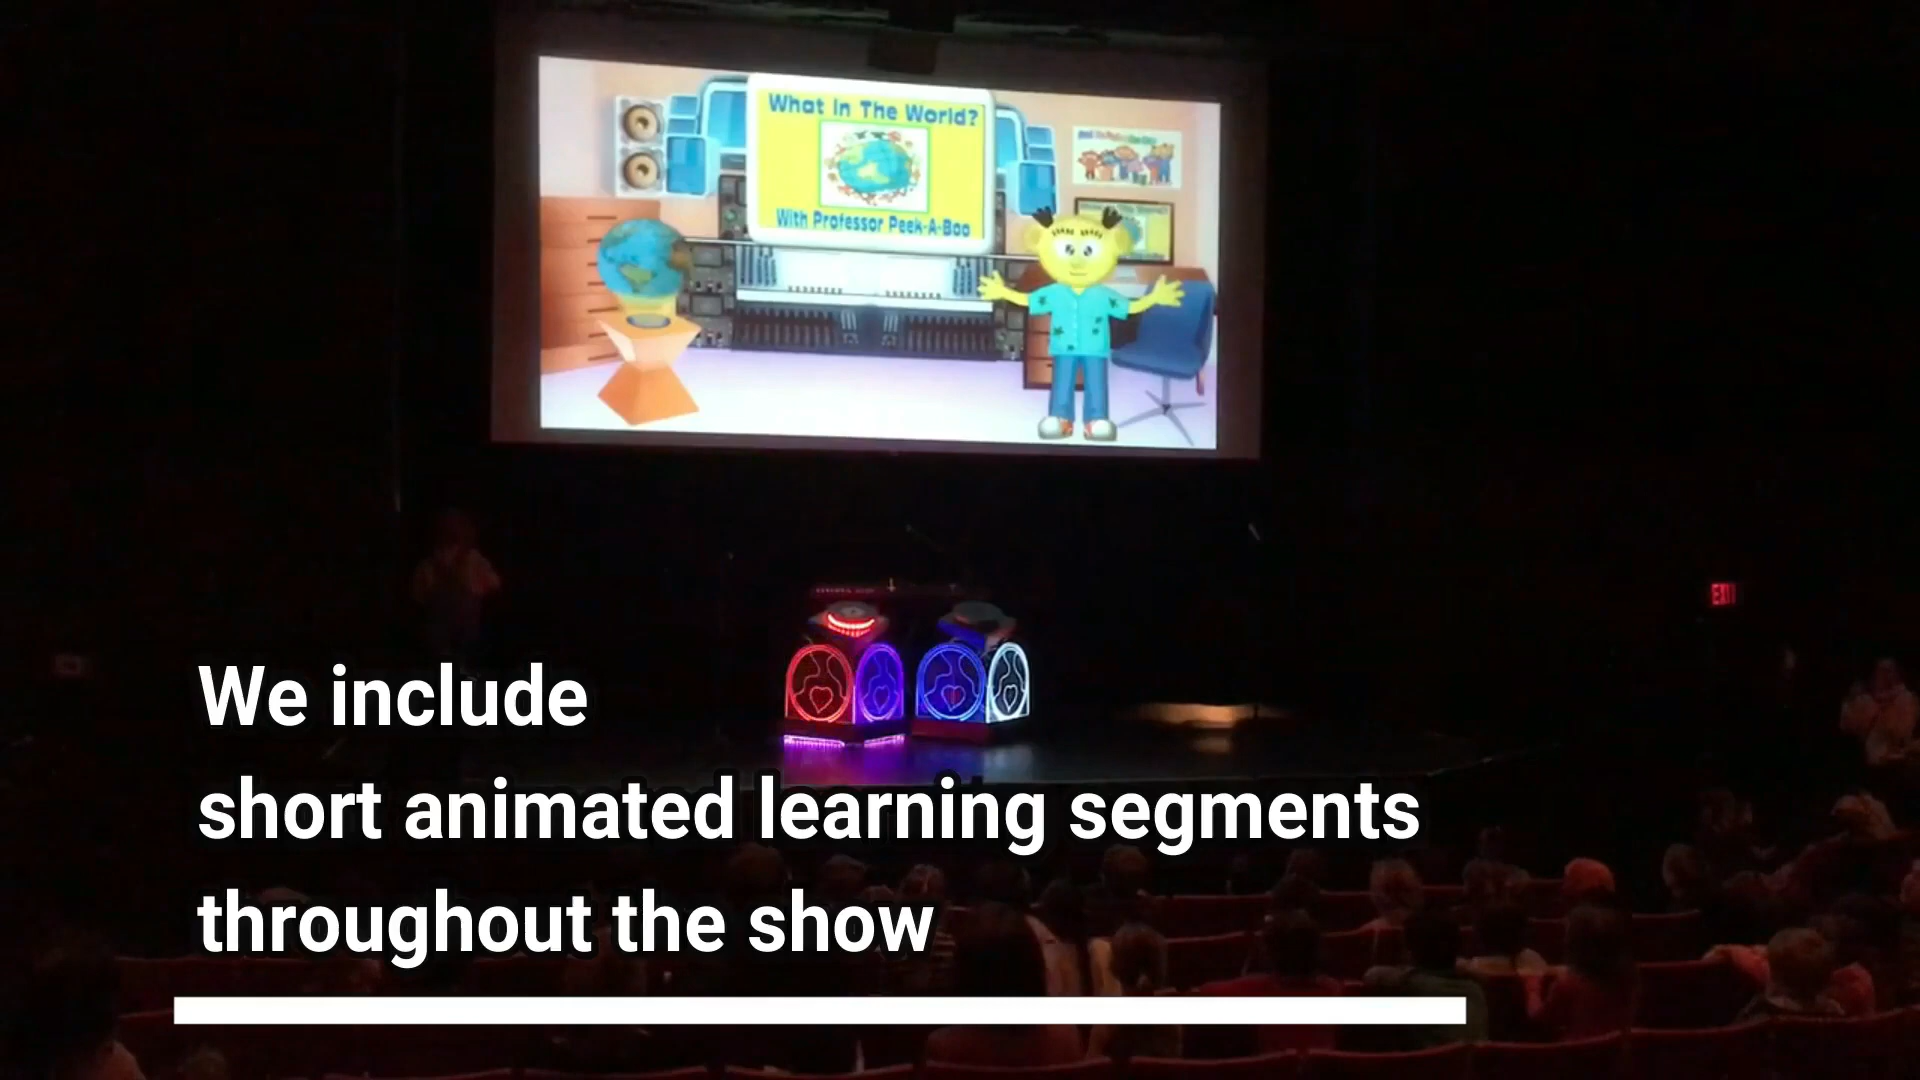 What In The World?
With Professor Peek-A-Boo
EXIT
We include
short animated learning segments
throughout the show